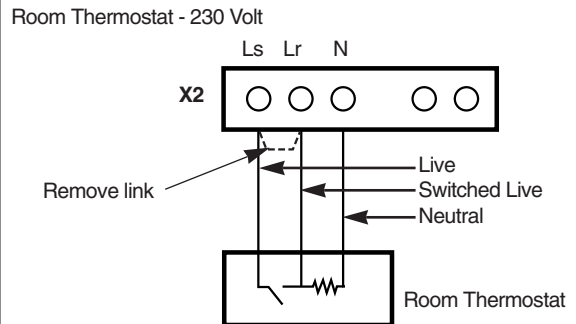 Room Thermostat - 230 Volt
Ls Lr N
X2
Live
Remove link
Switched Live
Neutral
Room Thermostat